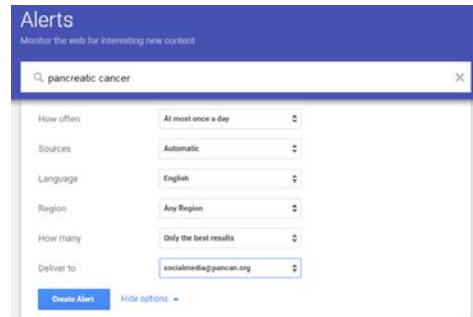 Alerts
Monitor the web for interesting new content
pancreatic cancer
How often At most once a day
Sources Automatic
Language English
Region Any Region
How many Only the best results
Deliver to socialmedia@pancan.org
Create Alert Hide options